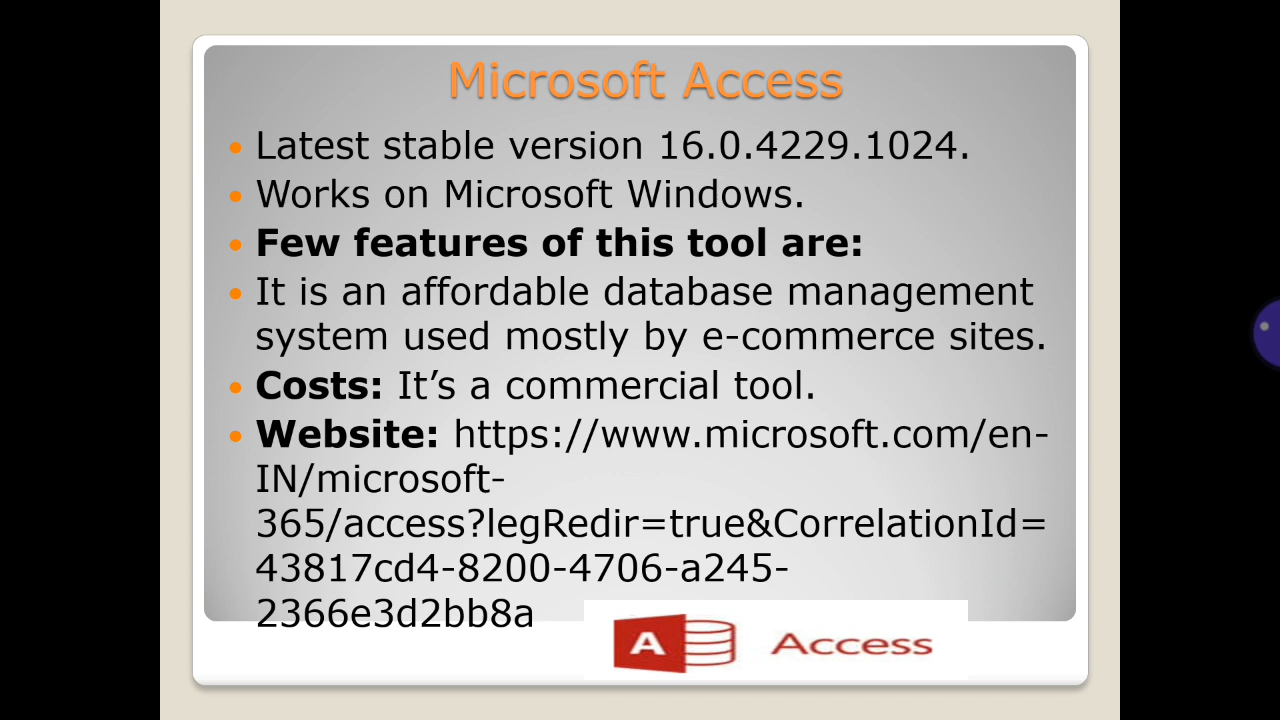 Microsoft Access
Latest stable version 16.0.4229.1024.
Works on Microsoft Windows.
Few features of this tool are:
It is an affordable database management
system used mostly by e-commerce sites.
Costs: It’s a commercial tool.
Website: https://www.microsoft.com/en-
IN/microsoft-
365/access?legRedir=true&CorrelationId=
43817cd4-8200-4706-a245-
2366e3d2bb8a
A Access